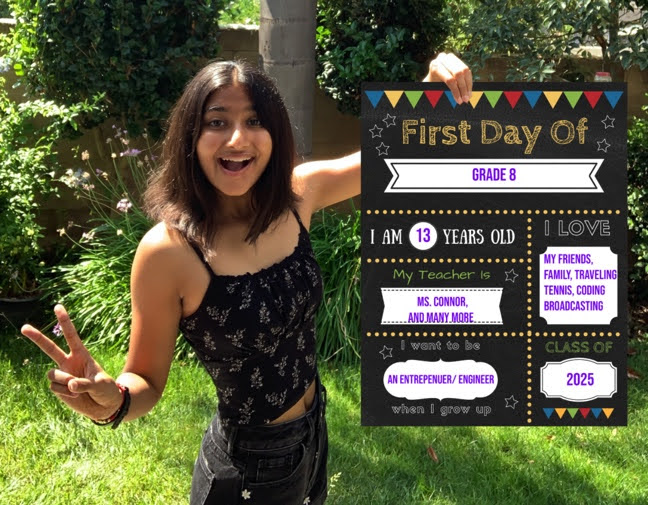 First Day Of
GRADE 8
I AM 13 YEARS OLD
My Teacher Is
MS. CONNOR,
AND MANY MORE
I want to be
AN ENTREPENUER/ ENGINEER
when I grow up
I LOVE
MY FRIENDS,
FAMILY, TRAVELING
TENNIS, CODING
BROADCASTING
CLASS OF
2025